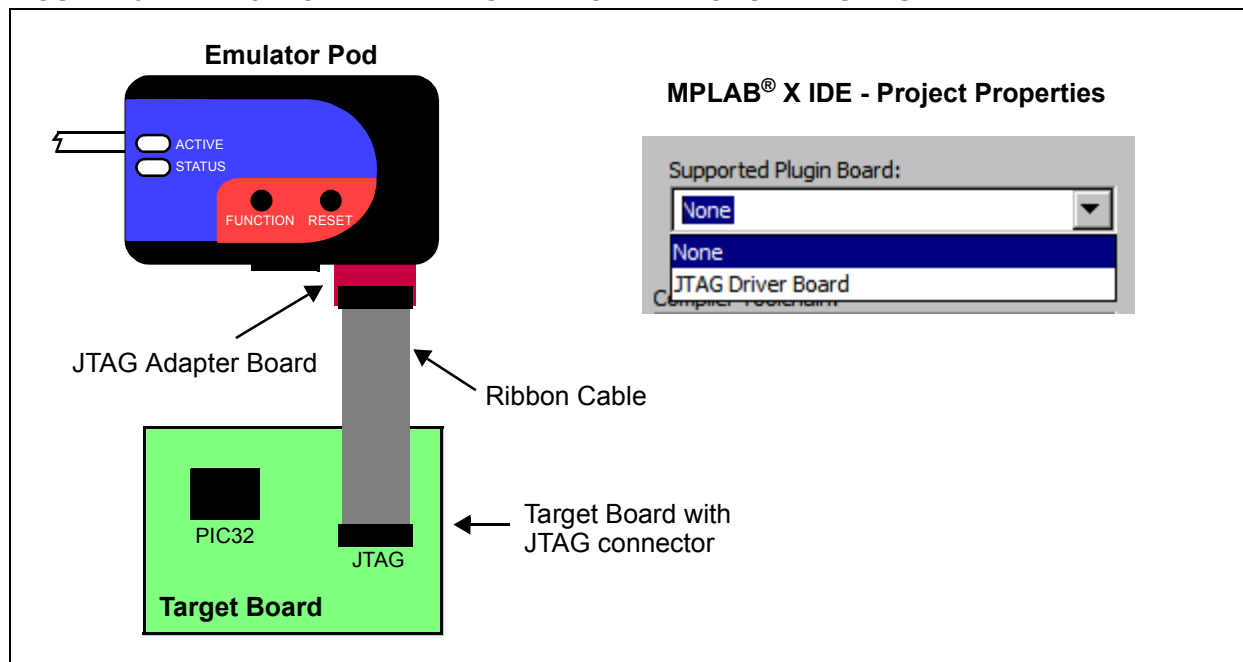 Emulator Pod
ACTIVE
STATUS
FUNCTION RESET
JTAG Adapter Board
Ribbon Cable
PIC32
JTAG
Target Board with
JTAG connector
Target Board
MPLAB® X IDE - Project Properties
Supported Plugin Board:
None
None
JTAG Driver Board